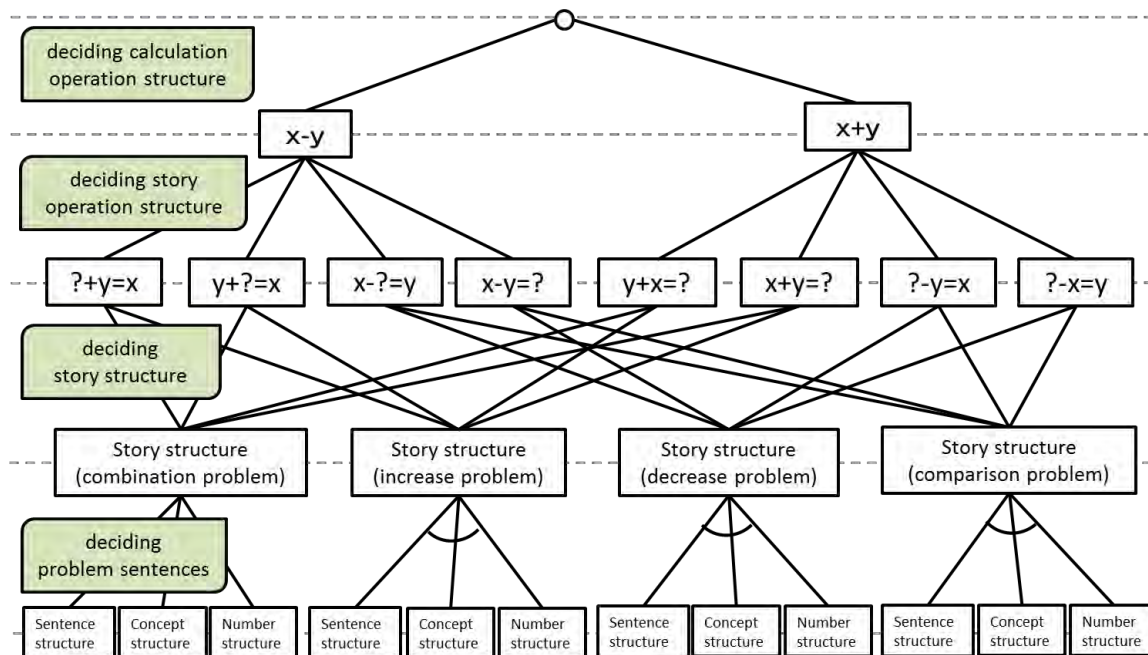 deciding calculation
operation structure
x-y
x+y
deciding story
operation structure
?+y=x
y+?=x
x-?=y
x-y=?
y+x=?
x+y=?
?-y=x
?-x=y
deciding
story structure
Story structure
(combination problem)
Story structure
(increase problem)
Story structure
(decrease problem)
Story structure
(comparison problem)
deciding
problem sentences
Sentence
structure
Concept
structure
Number
structure
Sentence
structure
Concept
structure
Number
structure
Sentence
structure
Concept
structure
Number
structure
Sentence
structure
Concept
structure
Number
structure